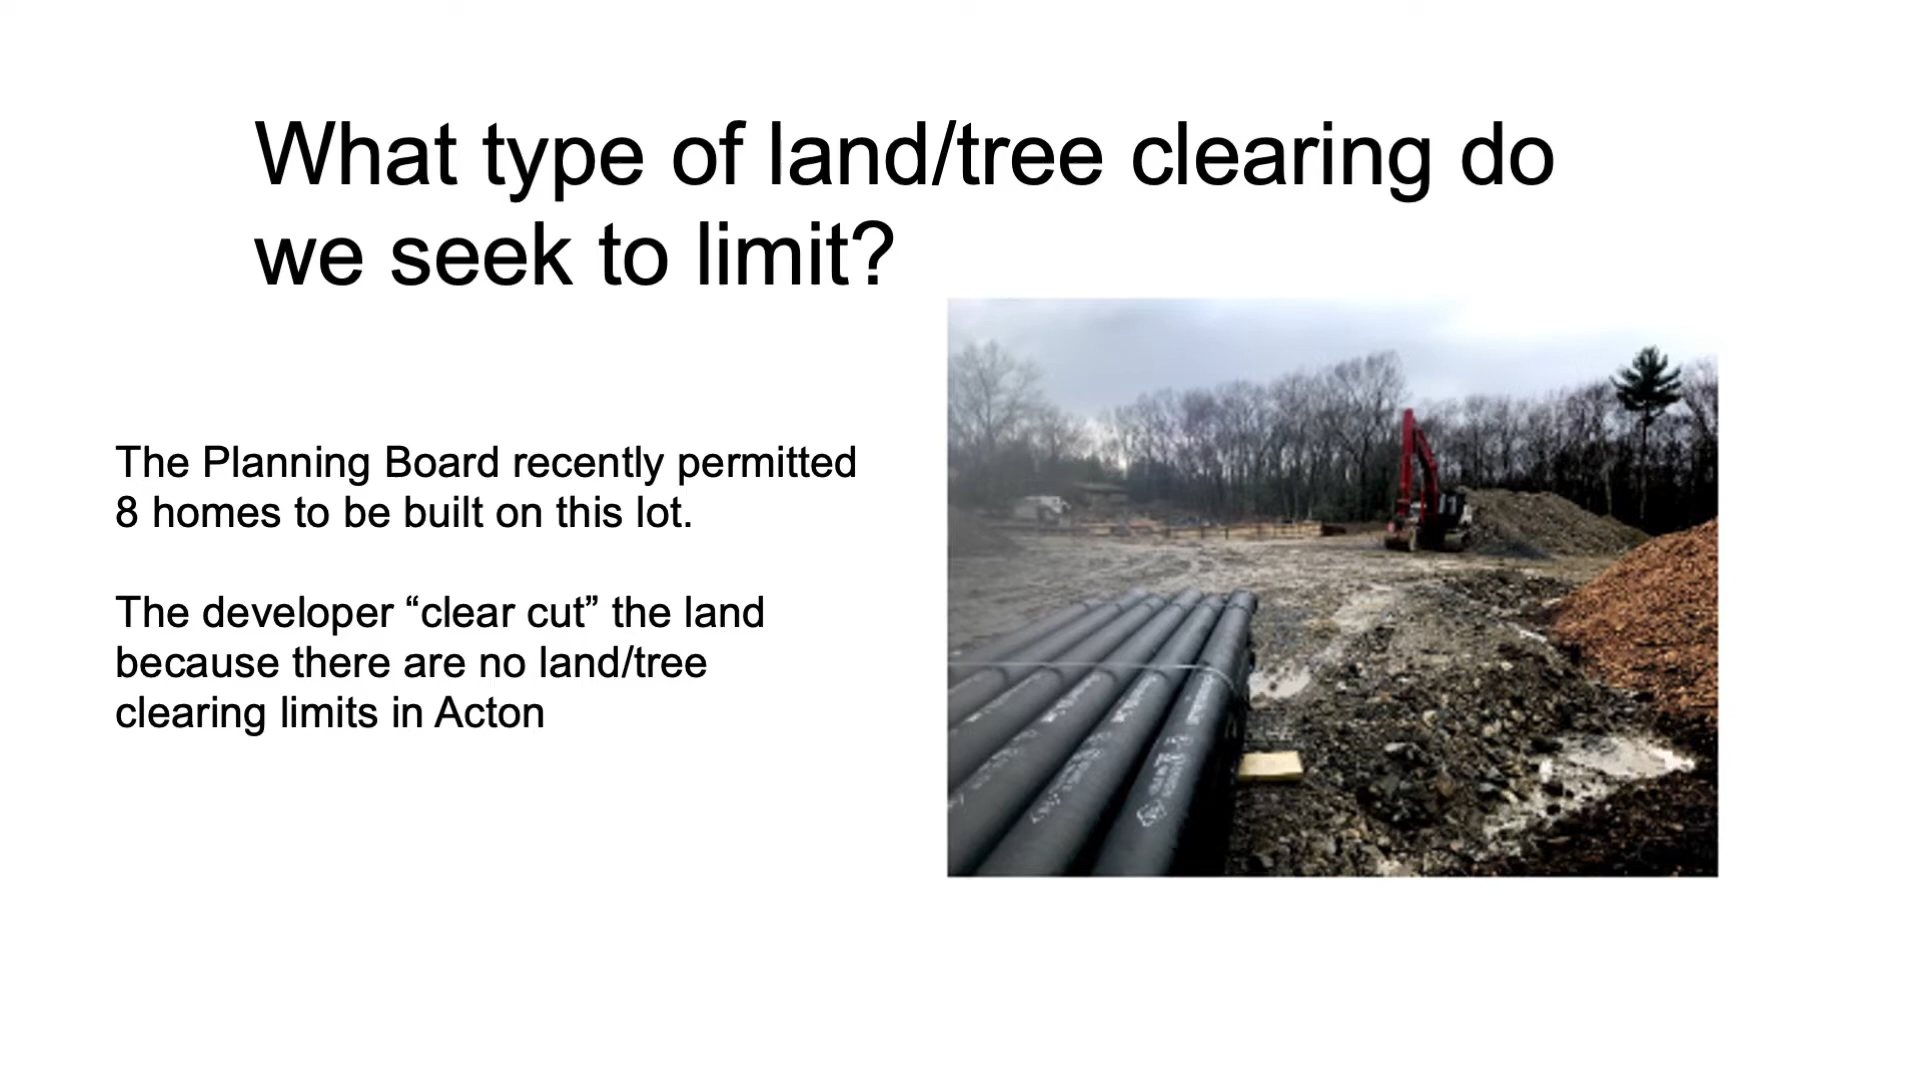 What type of land/tree clearing do
we seek to limit?
The Planning Board recently permitted
8 homes to be built on this lot.
The developer “clear cut” the land
because there are no land/tree
clearing limits in Acton